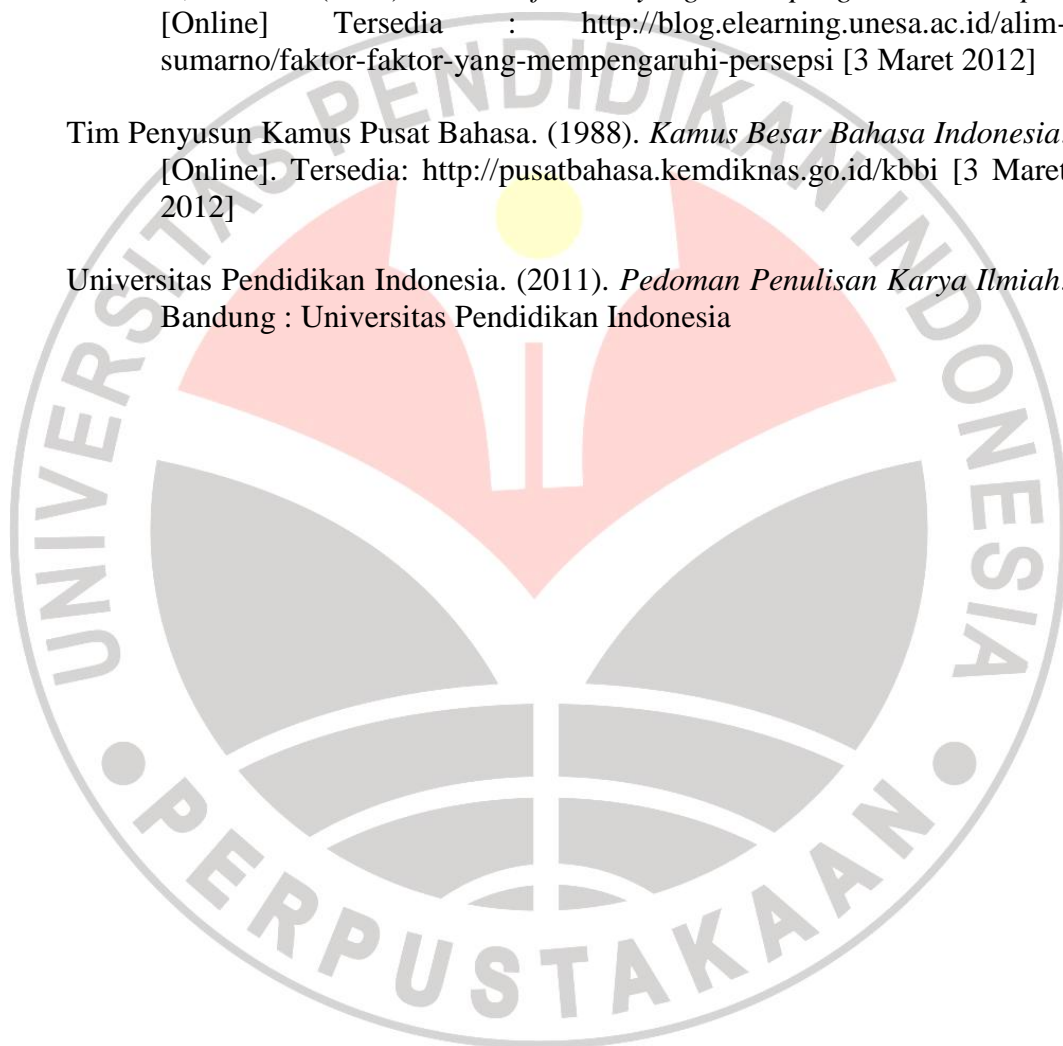 [Online] Tersedia : http://blog.elearning.unesa.ac.id/alim-
sumarno/faktor-faktor-yang-mempengaruhi-persepsi [3 Maret 2012]
Tim Penyusun Kamus Pusat Bahasa. (1988). Kamus Besar Bahasa Indonesia.
[Online]. Tersedia: http://pusatbahasa.kemdiknas.go.id/kbbi [3 Maret
2012]
Universitas Pendidikan Indonesia. (2011). Pedoman Penulisan Karya Ilmiah.
Bandung : Universitas Pendidikan Indonesia
UNIVERSITAS PENDIDIKAN INDONESIA
PERPUSTAKAAN